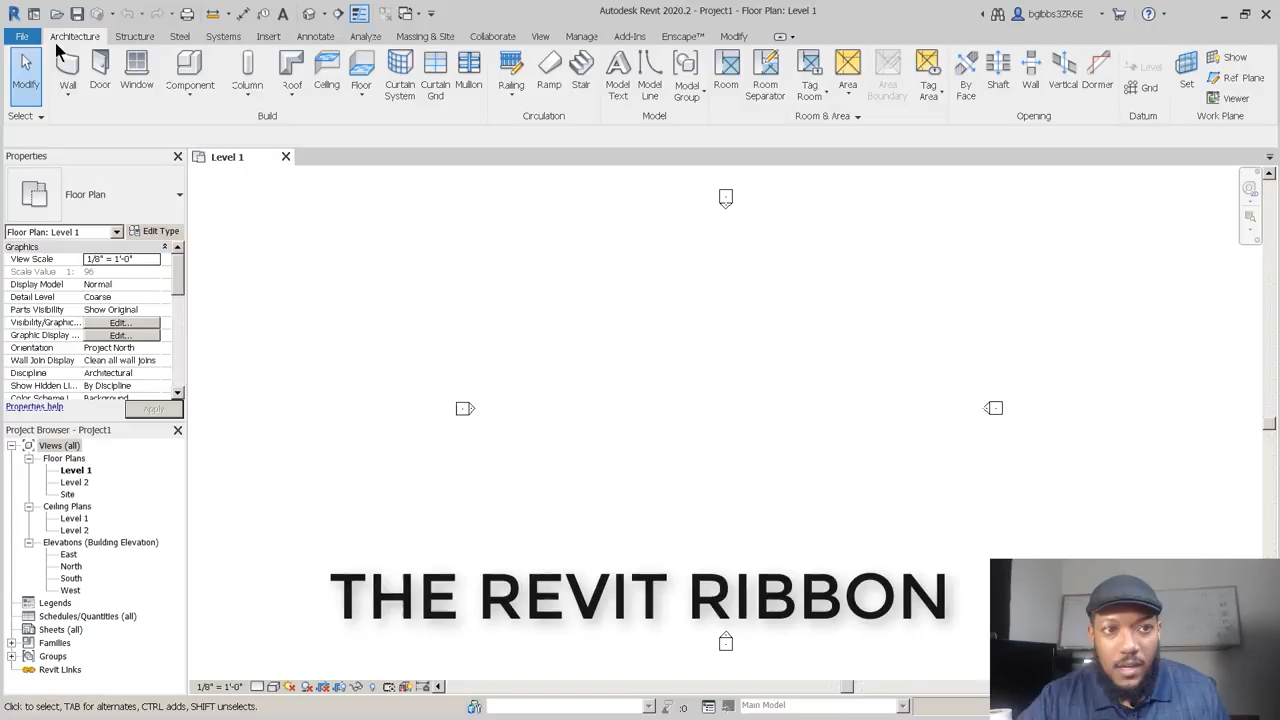 Autodesk Revit 2020.2 - Project1 - Floor Plan: Level 1
bgibbs3ZR6E
File Architecture Structure Steel Systems Insert Annotate Analyze Massing & Site Collaborate View Manage Add-Ins Enscape™ Modify
Modify Wall Door Window Component Column Roof Ceiling Floor Curtain System Curtain Grid Mullion Railing Ramp Stair Model Text Model Line Model Group Room Room Separator Tag Room Area Area Boundary Tag Area By Face Shaft Wall Vertical Dormer Level Grid Set Show Ref Plane Viewer
Select Build Circulation Model Room & Area Opening Datum Work Plane
Properties
Level 1
Floor Plan
Floor Plan: Level 1 Edit Type
Graphics
View Scale 1/8" = 1'-0"
Scale Value 1: 96
Display Model Normal
Detail Level Coarse
Parts Visibility Show Original
Visibility/Graphic... Edit...
Graphic Display ... Edit...
Orientation Project North
Wall Join Display Clean all wall joins
Discipline Architectural
Show Hidden Li... By Discipline
Color Scheme L... Background
Properties help Apply
Project Browser - Project1
Views (all)
Floor Plans
Level 1
Level 2
Site
Ceiling Plans
Level 1
Level 2
Elevations (Building Elevation)
East
North
South
West
Legends
Schedules/Quantities (all)
Sheets (all)
Families
Groups
Revit Links
THE REVIT RIBBON
1/8" = 1'-0"
Click to select, TAB for alternates, CTRL adds, SHIFT unselects.
:0
Main Model